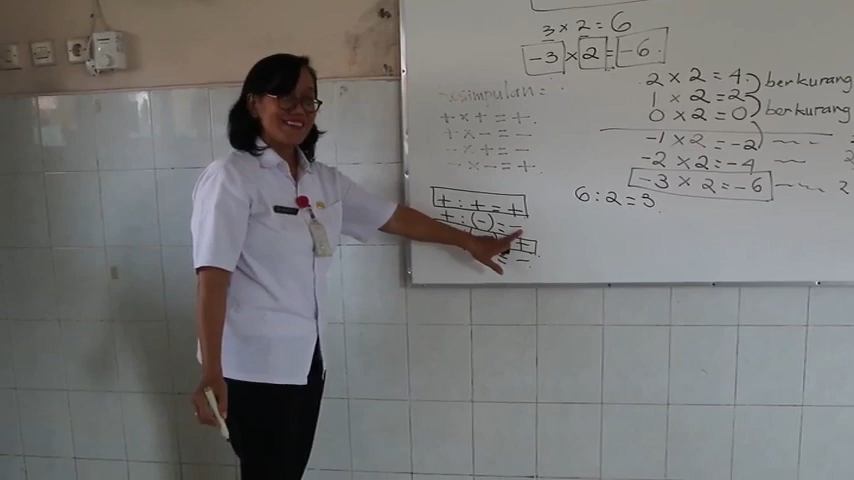 3 × 2 = 6
-3 × 2 = -6
Kesimpulan =
+ × + = +
+ × - = -
- × + = -
- × - = +
+ : + = +
+ : - = -
6 : 2 = 3
2 × 2 = 4 berkurang
1 × 2 = 2 berkurang
0 × 2 = 0
-1 × 2 = -2
-2 × 2 = -4
-3 × 2 = -6